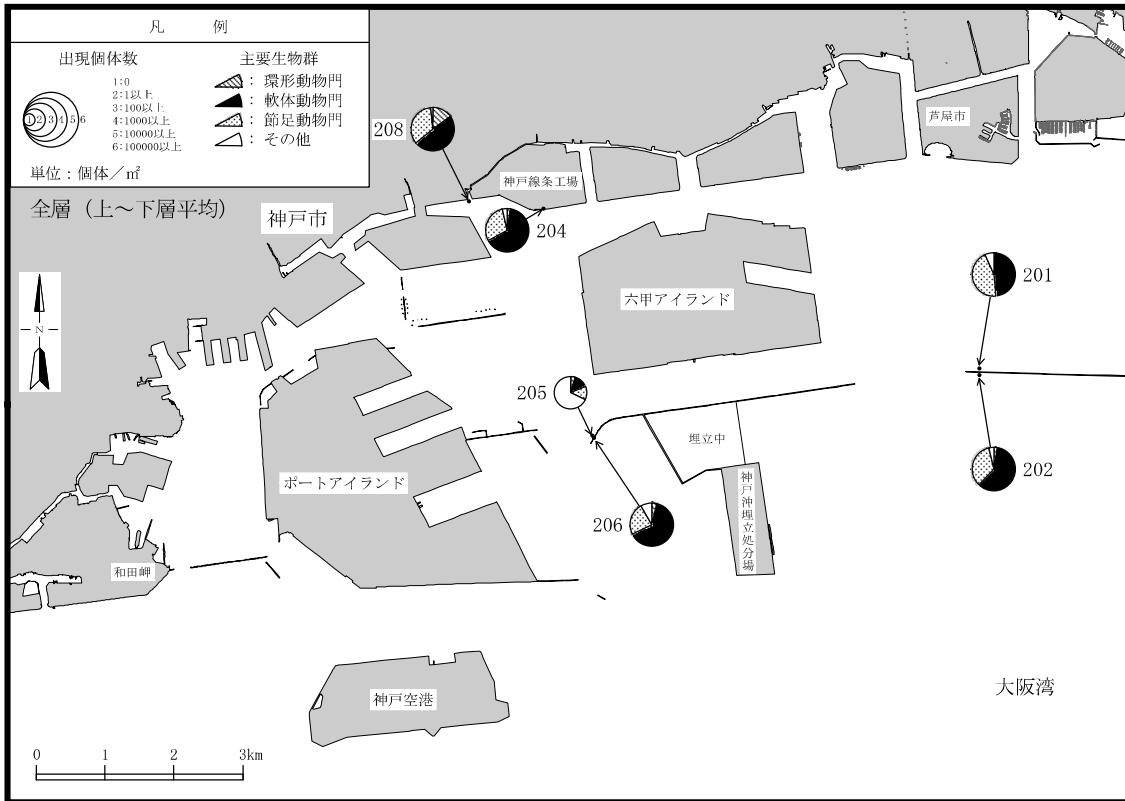 凡 例
出現個体数
1:0
2:1以上
3:100以上
4:1000以上
5:10000以上
6:100000以上
1 2 3 4 5 6
単位：個体／㎡
主要生物群
：環形動物門
：軟体動物門
：節足動物門
：その他
全層（上～下層平均）
神戸市
208
神戸線条工場
204
芦屋市
201
六甲アイランド
N
205
埋立中
ポートアイランド
神戸沖埋立処分場
202
206
和田岬
神戸空港
大阪湾
0 1 2 3km